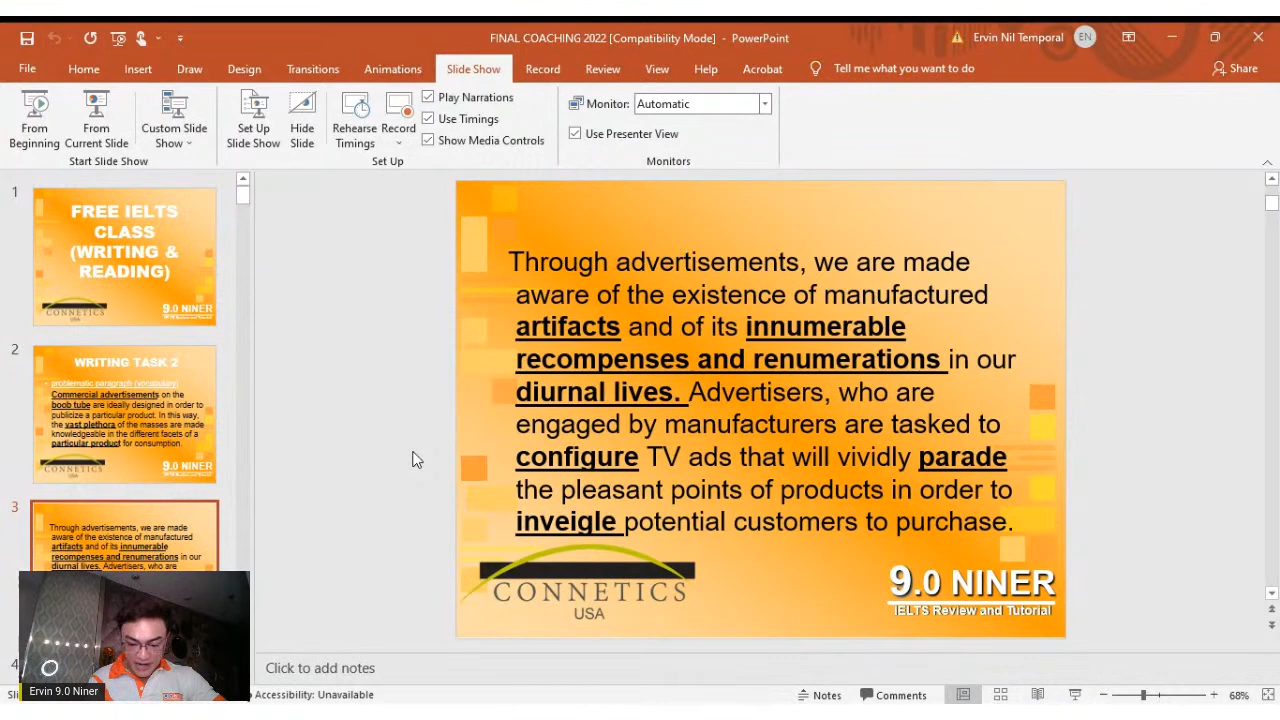 FINAL COACHING 2022 [Compatibility Mode] - PowerPoint
Ervin Nil Temporal
EN
File
Home
Insert
Draw
Design
Transitions
Animations
Slide Show
Record
Review
View
Help
Acrobat
Tell me what you want to do
Share
From Beginning
From Current Slide
Custom Slide Show
Set Up Slide Show
Hide Slide
Rehearse Timings
Record
Play Narrations
Use Timings
Show Media Controls
Monitor:
Automatic
Use Presenter View
Start Slide Show
Set Up
Monitors
1
FREE IELTS
CLASS
(WRITING &
READING)
CONNETICS
USA
9.0 NINER
2
WRITING TASK 2
• problematic paragraph (vocabulary)
Commercial advertisements on the
boob tube are ideally designed in order to
publicize a particular product. In this way,
the vast plethora of the masses are made
knowledgeable in the different facets of a
particular product for consumption.
CONNETICS
USA
9.0 NINER
3
Through advertisements, we are made
aware of the existence of manufactured
artifacts and of its innumerable
recompenses and renumerations in our
diurnal lives. Advertisers, who are
4
Ervin 9.0 Niner
Through advertisements, we are made
aware of the existence of manufactured
artifacts and of its innumerable
recompenses and renumerations in our
diurnal lives. Advertisers, who are
engaged by manufacturers are tasked to
configure TV ads that will vividly parade
the pleasant points of products in order to
inveigle potential customers to purchase.
CONNETICS
USA
9.0 NINER
IELTS Review and Tutorial
Click to add notes
Accessibility: Unavailable
Notes
Comments
68%